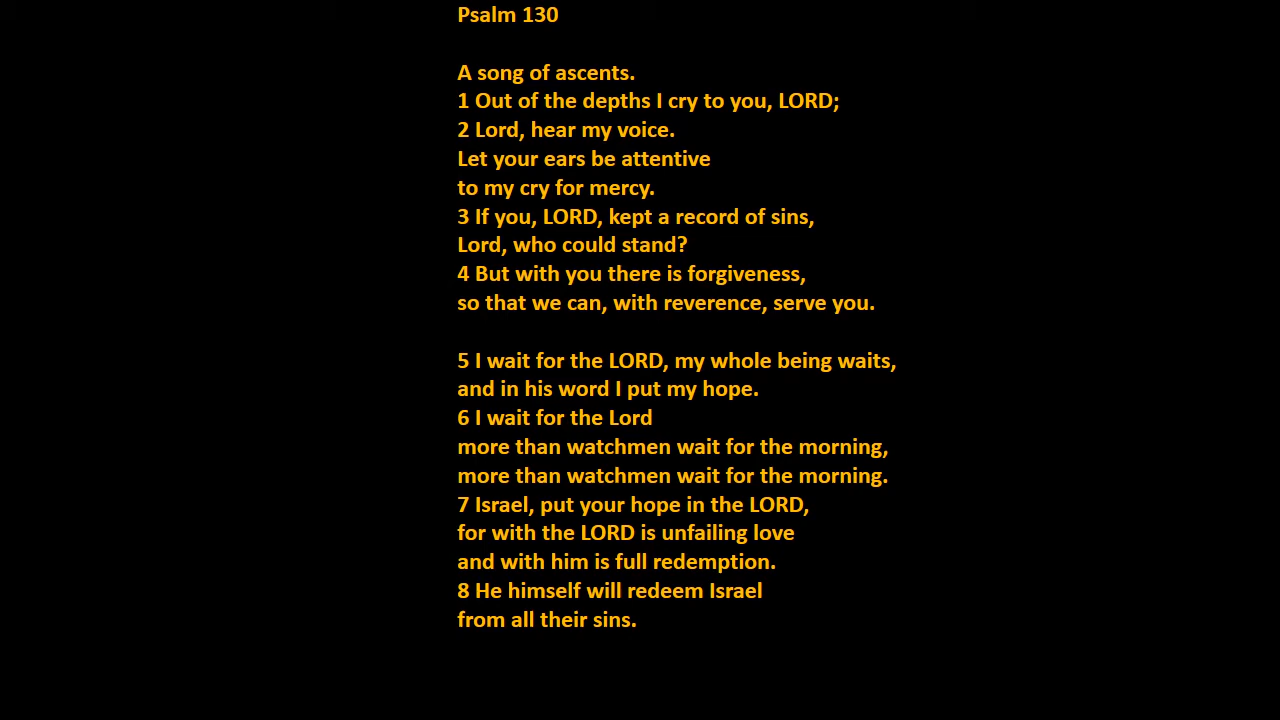 Psalm 130
A song of ascents.
1 Out of the depths I cry to you, LORD;
2 Lord, hear my voice.
Let your ears be attentive
to my cry for mercy.
3 If you, LORD, kept a record of sins,
Lord, who could stand?
4 But with you there is forgiveness,
so that we can, with reverence, serve you.
5 I wait for the LORD, my whole being waits,
and in his word I put my hope.
6 I wait for the Lord
more than watchmen wait for the morning,
more than watchmen wait for the morning.
7 Israel, put your hope in the LORD,
for with the LORD is unfailing love
and with him is full redemption.
8 He himself will redeem Israel
from all their sins.